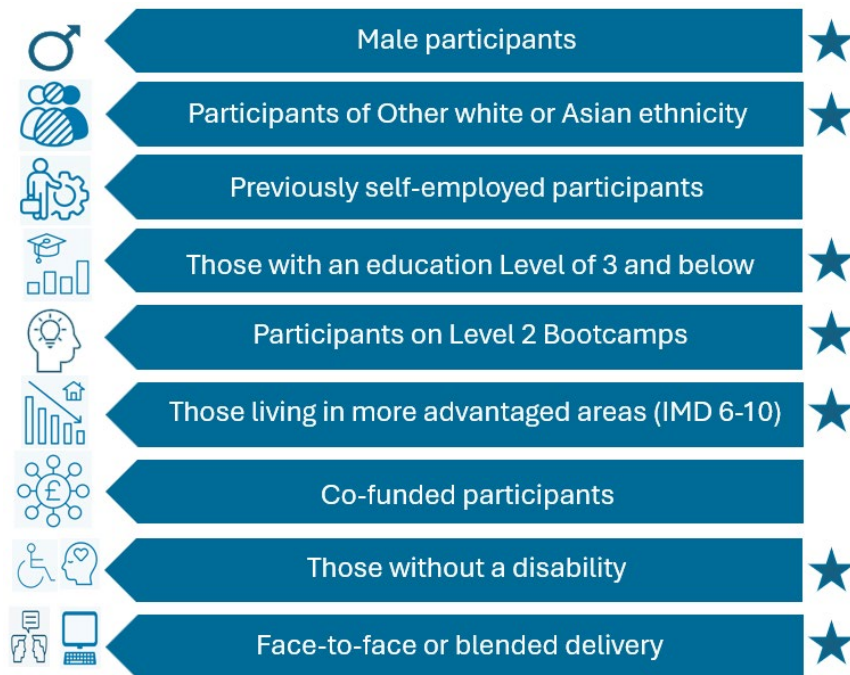 Male participants
Participants of Other white or Asian ethnicity
Previously self-employed participants
Those with an education Level of 3 and below
Participants on Level 2 Bootcamps
Those living in more advantaged areas (IMD 6-10)
£
Co-funded participants
Those without a disability
Face-to-face or blended delivery